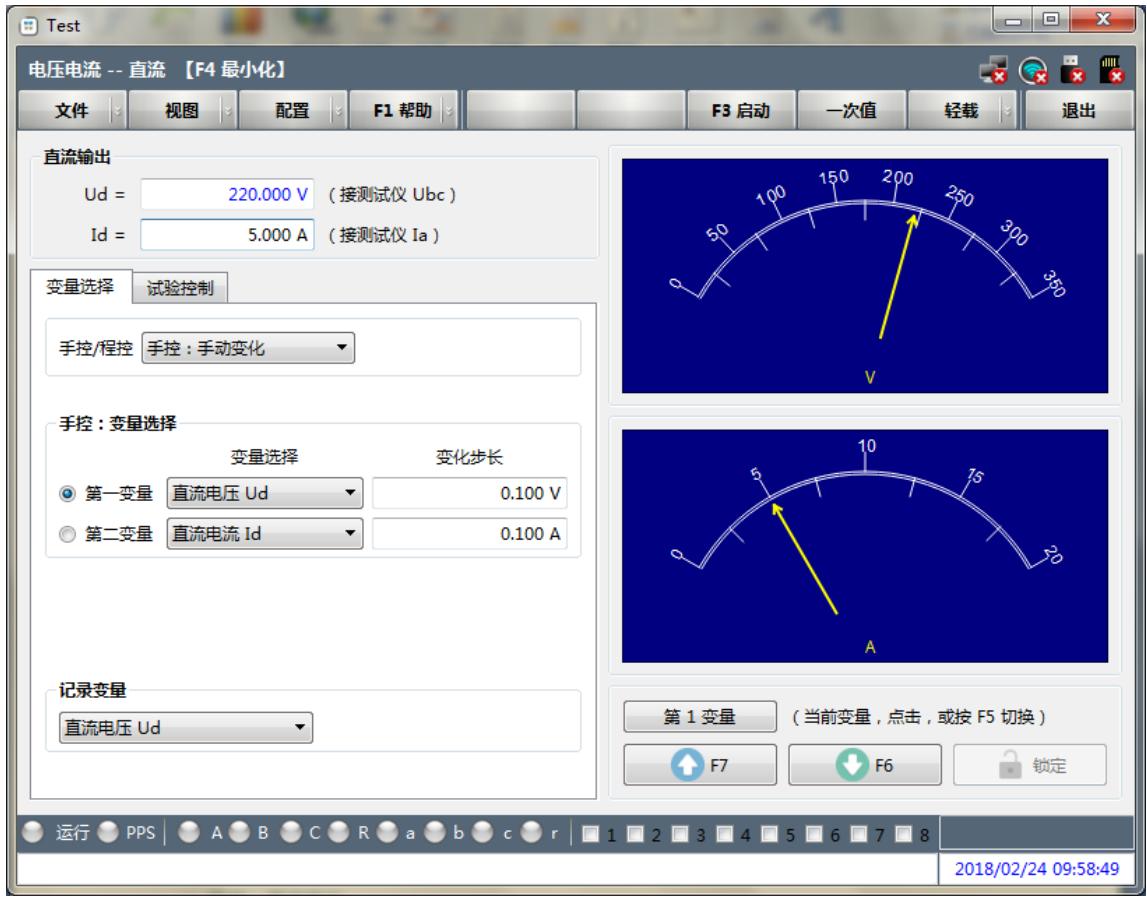 Test
电压电流 -- 直流 【F4 最小化】
文件 视图 配置 F1 帮助 F3 启动 一次值 轻载 退出
直流输出
Ud = 220.000 V (接测试仪 Ubc)
Id = 5.000 A (接测试仪 Ia)
变量选择 试验控制
手控/程控 手控：手动变化
手控：变量选择
变量选择 变化步长
第一变量 直流电压 Ud 0.100 V
第二变量 直流电流 Id 0.100 A
记录变量
直流电压 Ud
0 50 100 150 200 250 300 350
V
0 5 10 15 20
A
第 1 变量 (当前变量，点击，或按 F5 切换)
F7 F6 锁定
运行 PPS A B C R a b c r 1 2 3 4 5 6 7 8
2018/02/24 09:58:49